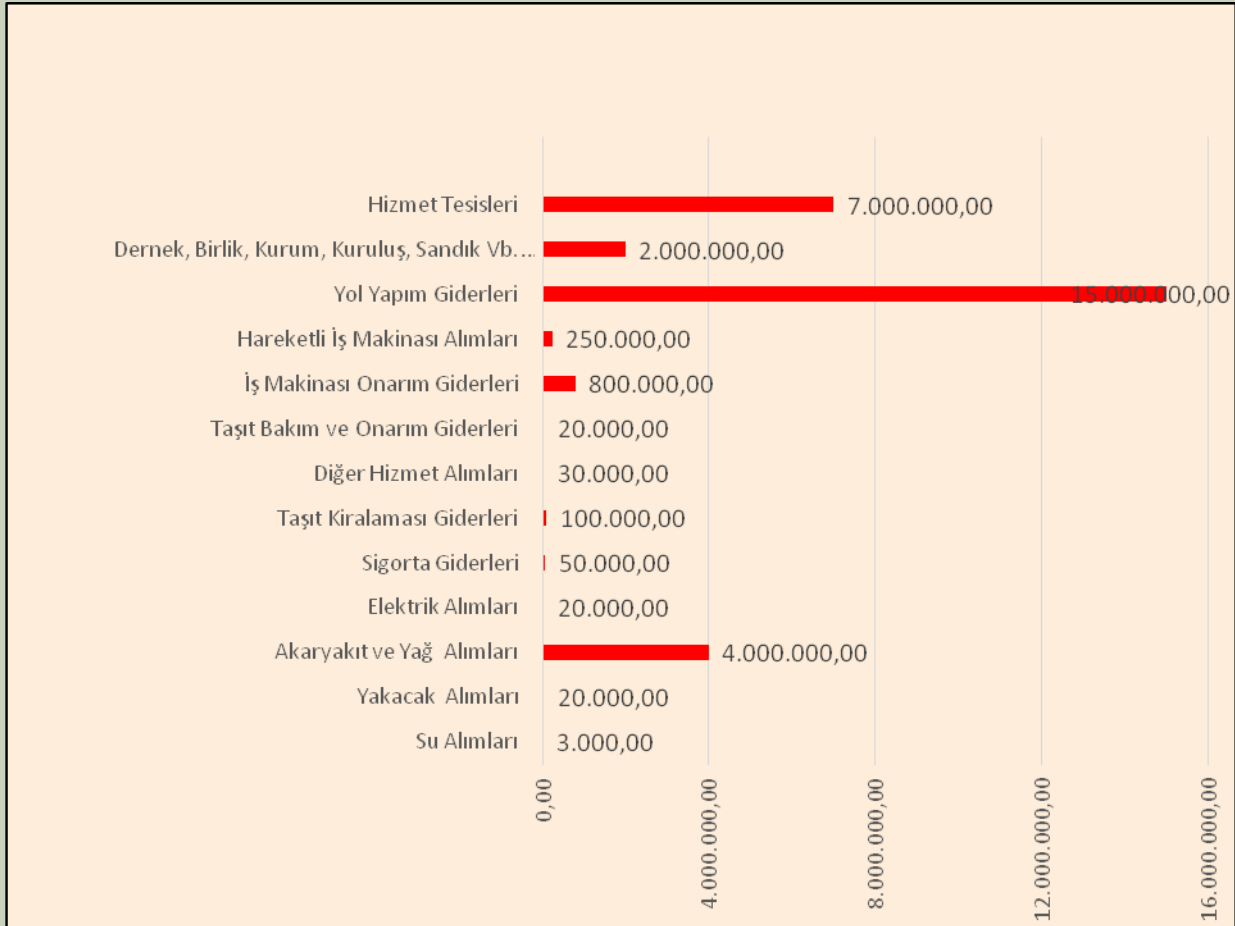 Hizmet Tesisleri 7.000.000,00
Dernek, Birlik, Kurum, Kuruluş, Sandık Vb.... 2.000.000,00
Yol Yapım Giderleri 15.000.000,00
Hareketli İş Makinası Alımları 250.000,00
İş Makinası Onarım Giderleri 800.000,00
Taşıt Bakım ve Onarım Giderleri 20.000,00
Diğer Hizmet Alımları 30.000,00
Taşıt Kiralaması Giderleri 100.000,00
Sigorta Giderleri 50.000,00
Elektrik Alımları 20.000,00
Akaryakıt ve Yağ Alımları 4.000.000,00
Yakacak Alımları 20.000,00
Su Alımları 3.000,00
0,00
4.000.000,00
8.000.000,00
12.000.000,00
16.000.000,00